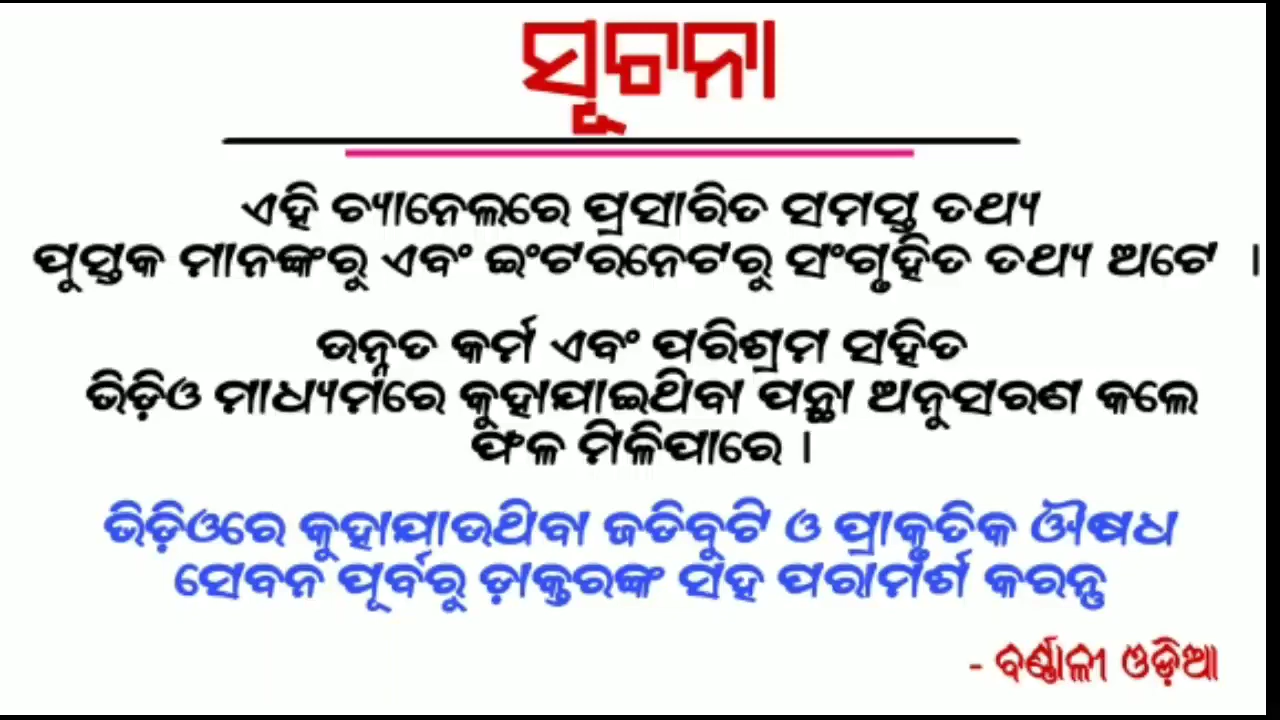 ସୂଚନା
ଏହି ଚ୍ୟାନେଲରେ ପ୍ରସାରିତ ସମସ୍ତ ତଥ୍ୟ
ପୁସ୍ତକ ମାନଙ୍କରୁ ଏବଂ ଇଂଟରନେଟରୁ ସଂଗୃହିତ ତଥ୍ୟ ଅଟେ ।
ଉନ୍ନତ କର୍ମ ଏବଂ ପରିଶ୍ରମ ସହିତ
ଭିଡ଼ିଓ ମାଧ୍ୟମରେ କୁହାଯାଇଥିବା ପନ୍ଥା ଅନୁସରଣ କଲେ
ଫଳ ମିଳିପାରେ ।
ଭିଡ଼ିଓରେ କୁହାଯାଉଥିବା ଜଡିବୁଟି ଓ ପ୍ରାକୃତିକ ଔଷଧ
ସେବନ ପୂର୍ବରୁ ଡ଼ାକ୍ତରଙ୍କ ସହ ପରାମର୍ଶ କରନ୍ତୁ
- ବର୍ଣ୍ଣାଳୀ ଓଡ଼ିଆ